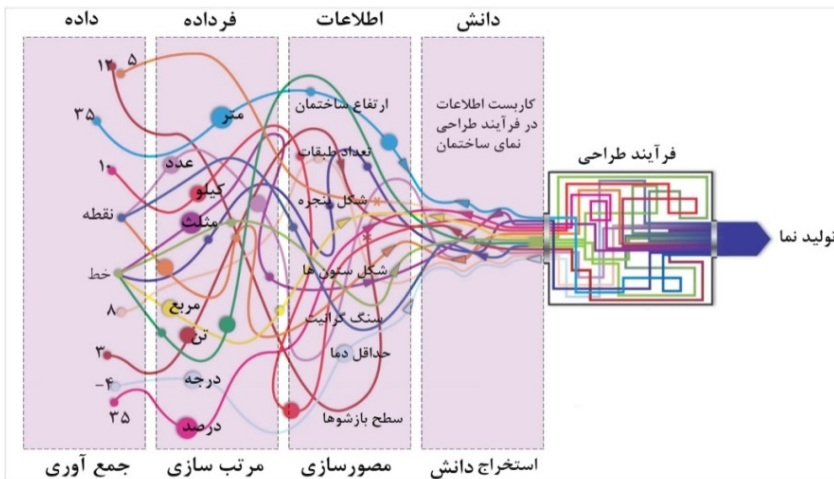 داده
فرداده
اطلاعات
دانش
۱۲
۵
۳۵
۱۰
نقطه
خط
۸
۳
-۴
۳۵
متر
عدد
کیلو
مثلث
مربع
تن
درجه
درصد
ارتفاع ساختمان
تعداد طبقات
شکل پنجره
شکل ستون ها
سنگ گرانیت
حداقل دما
سطح بازشوها
کاربست اطلاعات
در فرآیند طراحی
نمای ساختمان
فرآیند طراحی
تولید نما
جمع آوری
مرتب سازی
مصورسازی
استخراج دانش